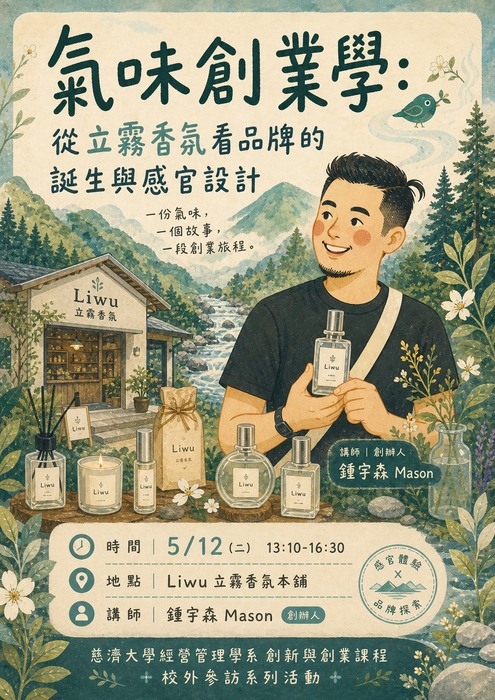 氣味創業學:
從立霧香氛看品牌的
誕生與感官設計
一份氣味，
一個故事，
一段創業旅程。
Liwu
立霧香氛
Liwu
Liwu
Liwu
Liwu
Liwu
Liwu
Liwu
講師｜創辦人
鍾宇森 Mason
時間｜5/12 (二) 13:10-16:30
地點｜Liwu 立霧香氛本舖
講師｜鍾宇森 Mason 創辦人
感官體驗
×
品牌探索
慈濟大學經營管理學系 創新與創業課程
校外參訪系列活動